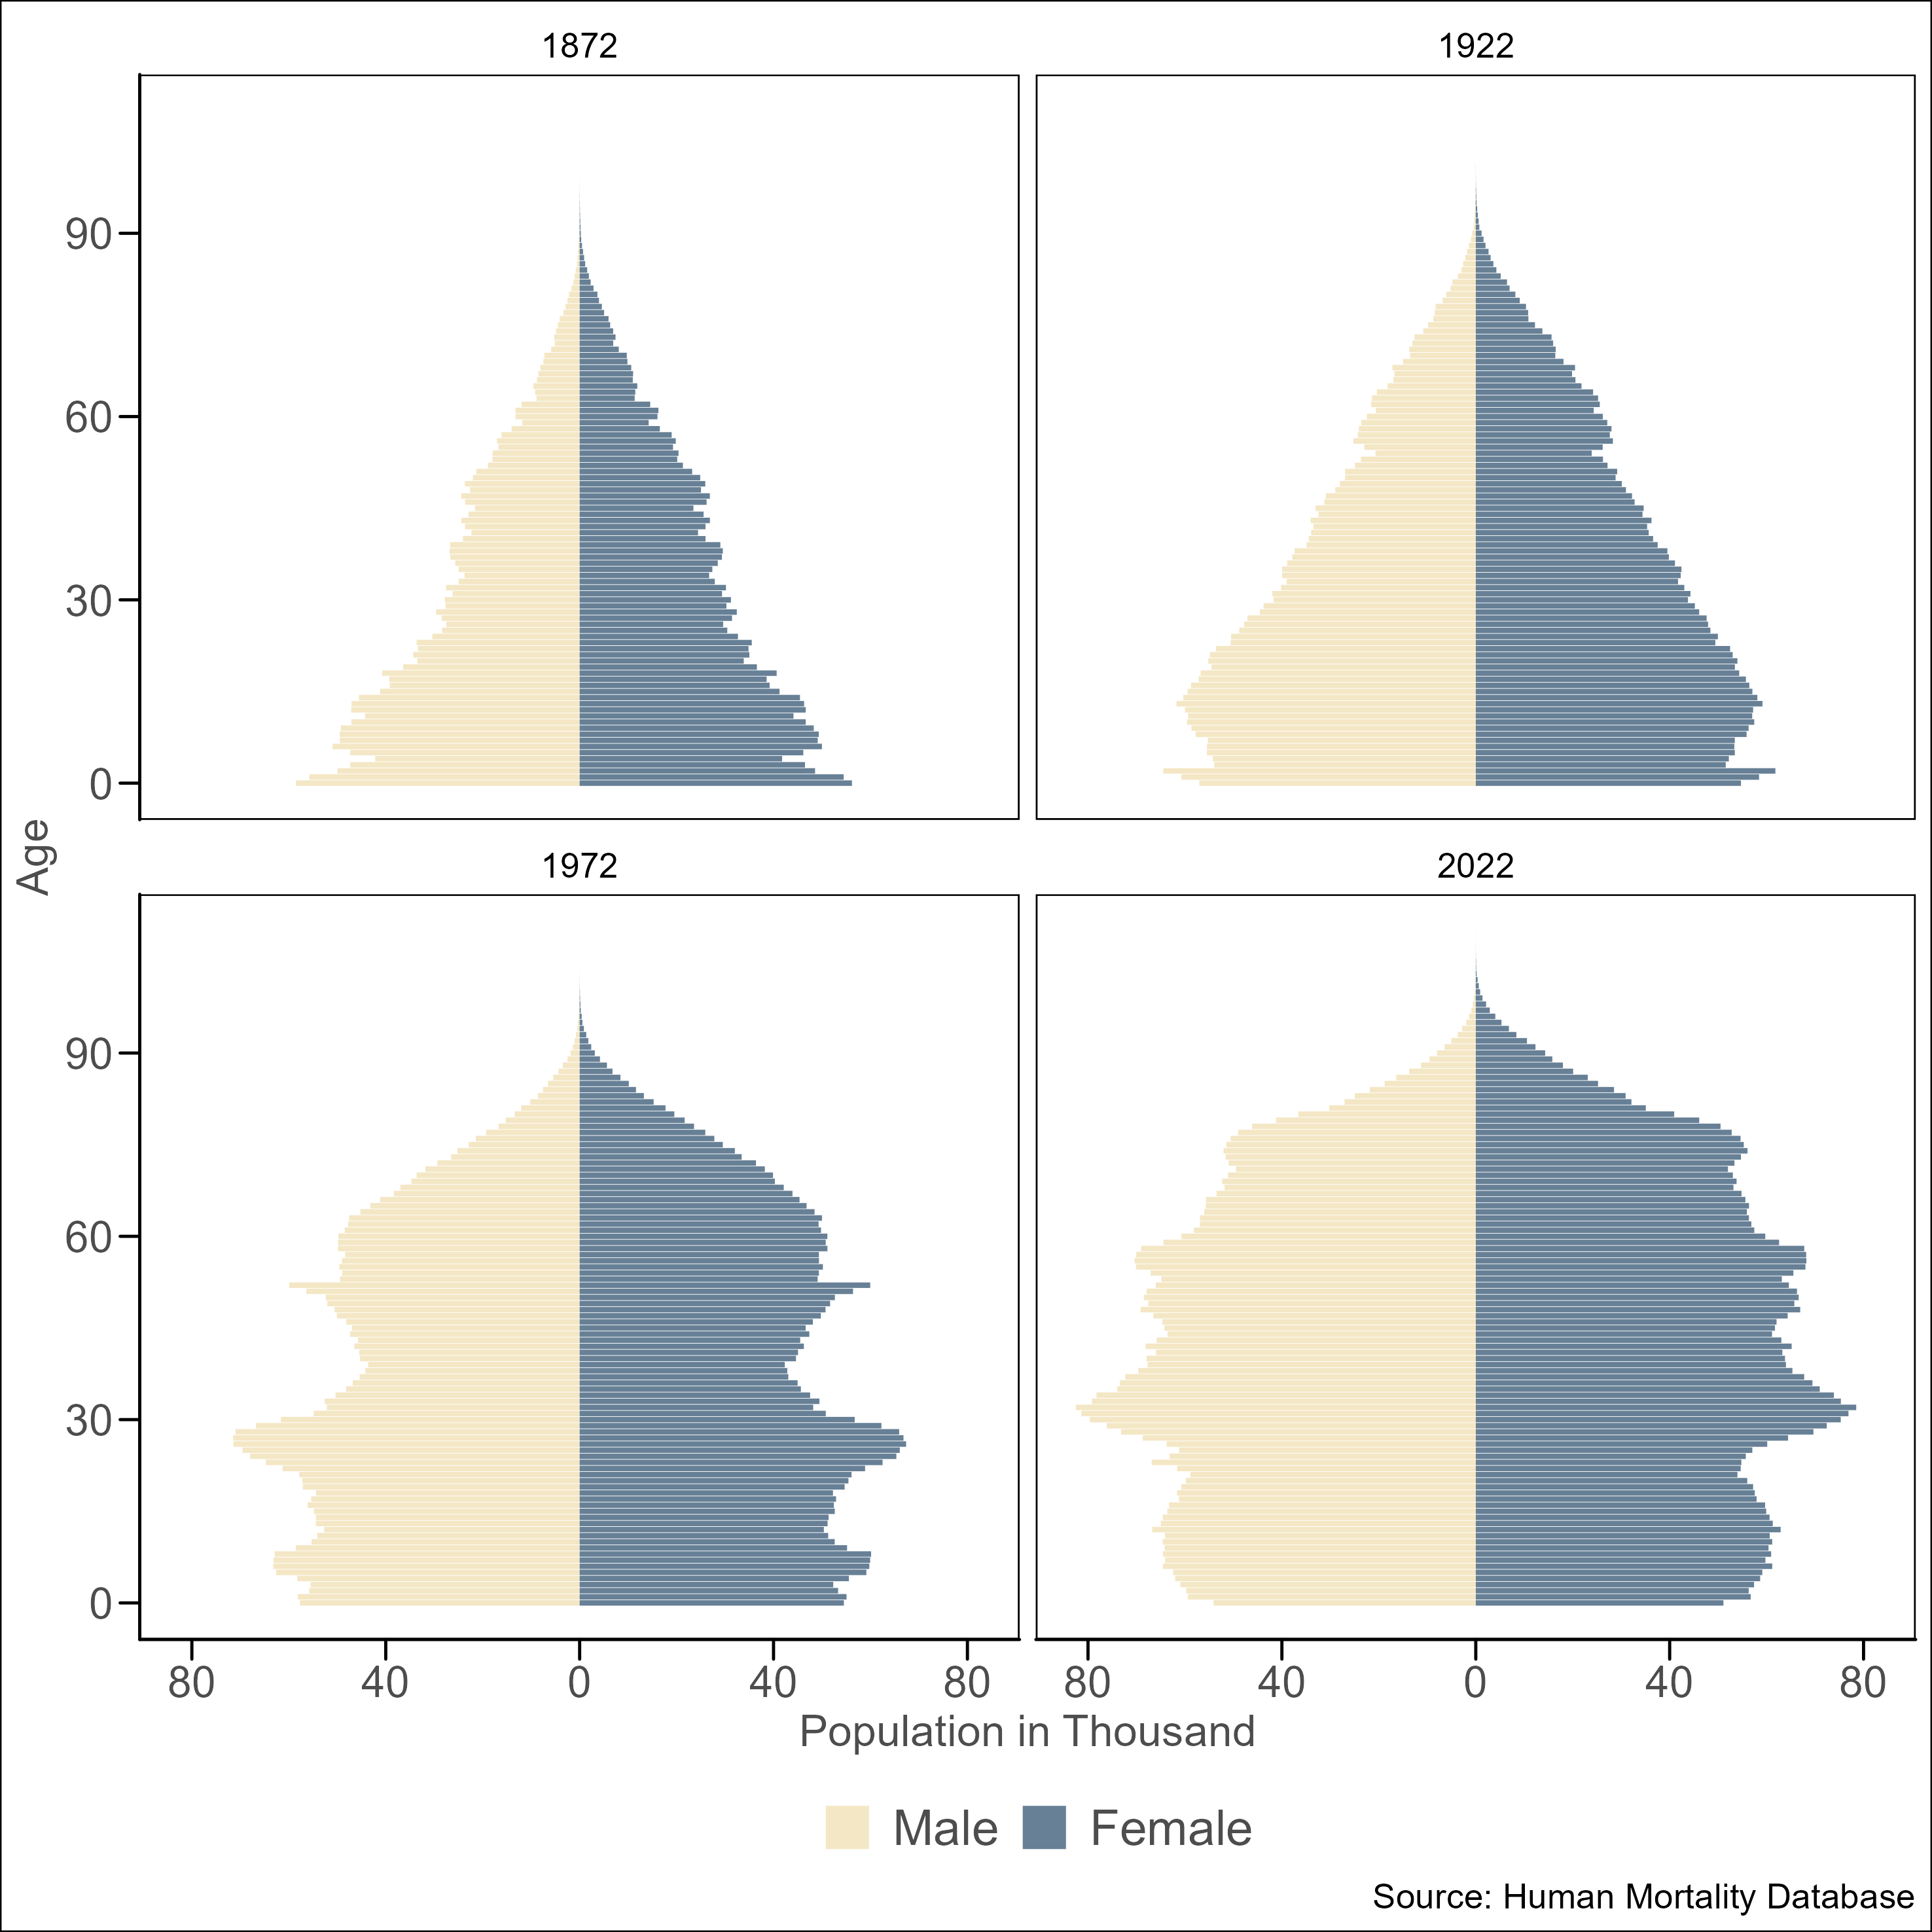 1872 1922
90 60 30 0
Age
1972 2022
90 60 30 0
80 40 0 40 80 80 40 0 40 80
Population in Thousand
Male Female
Source: Human Mortality Database